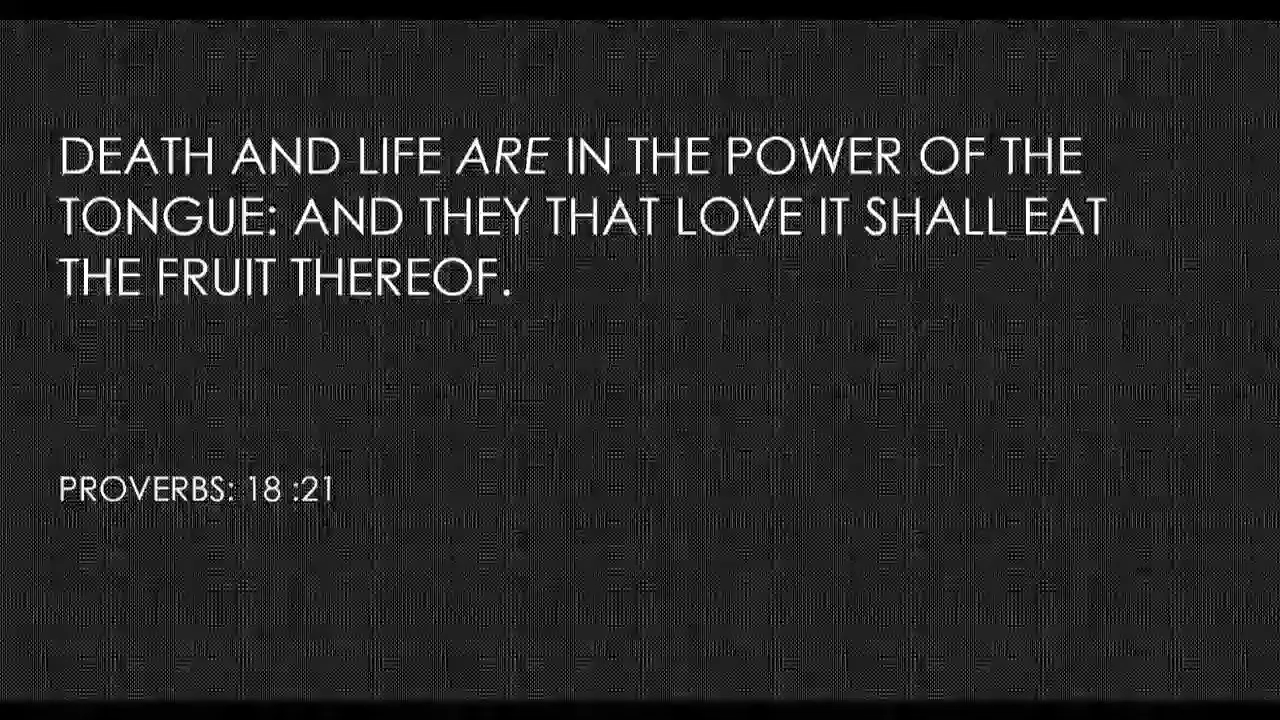 DEATH AND LIFE ARE IN THE POWER OF THE
TONGUE: AND THEY THAT LOVE IT SHALL EAT
THE FRUIT THEREOF.
PROVERBS: 18 :21